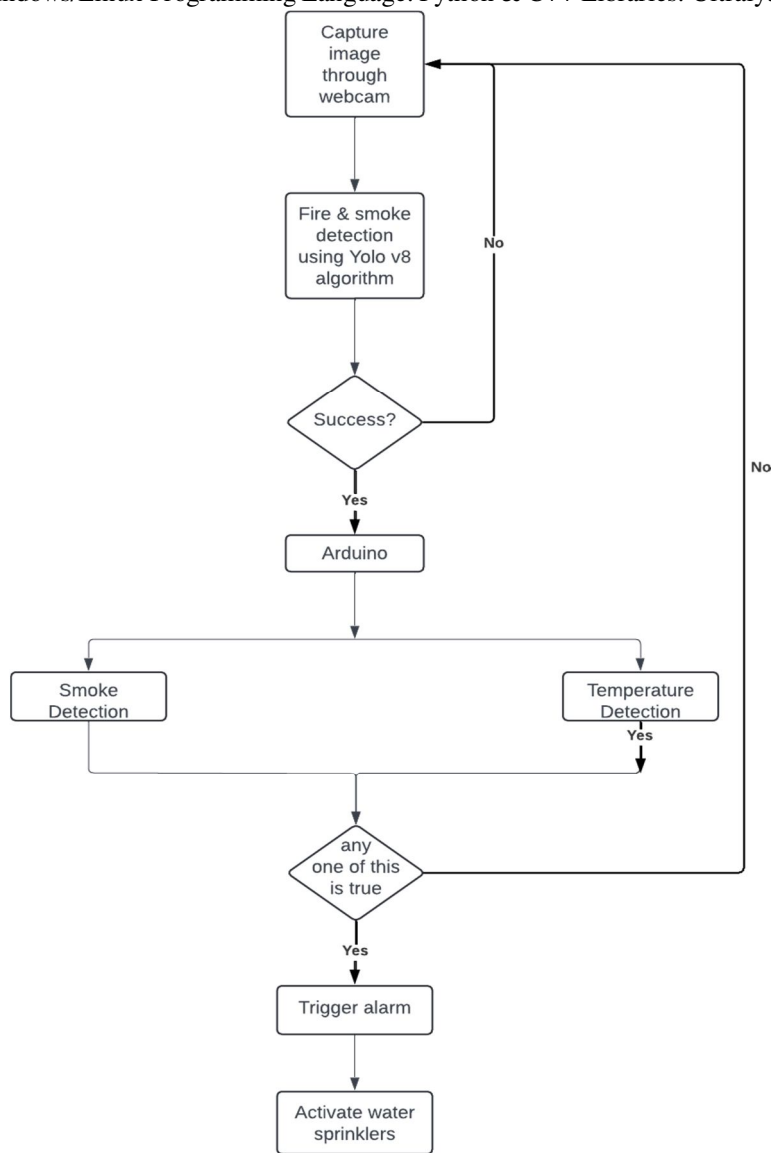 Capture
image
through
webcam
Fire & smoke
detection
using Yolo v8
algorithm
No
Success?
No
Yes
Arduino
Smoke
Detection
Temperature
Detection
Yes
any
one of this
is true
Yes
Trigger alarm
Activate water
sprinklers